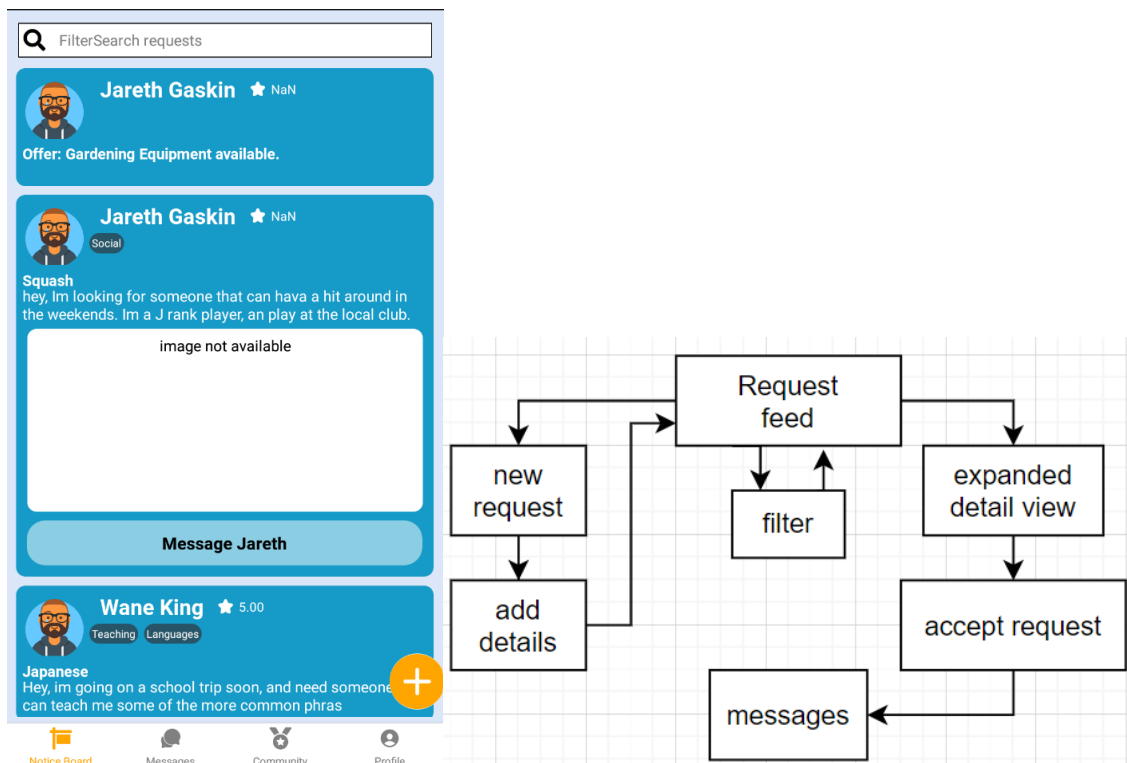 FilterSearch requests
Jareth Gaskin NaN
Offer: Gardening Equipment available.
Jareth Gaskin NaN
Social
Squash
hey, Im looking for someone that can hava a hit around in
the weekends. Im a J rank player, an play at the local club.
image not available
Message Jareth
Wane King 5.00
Teaching Languages
Japanese
Hey, im going on a school trip soon, and need someone
can teach me some of the more common phras
Notice Board Messages Community Profile
Request
feed
new
request
filter
expanded
detail view
add
details
accept request
messages